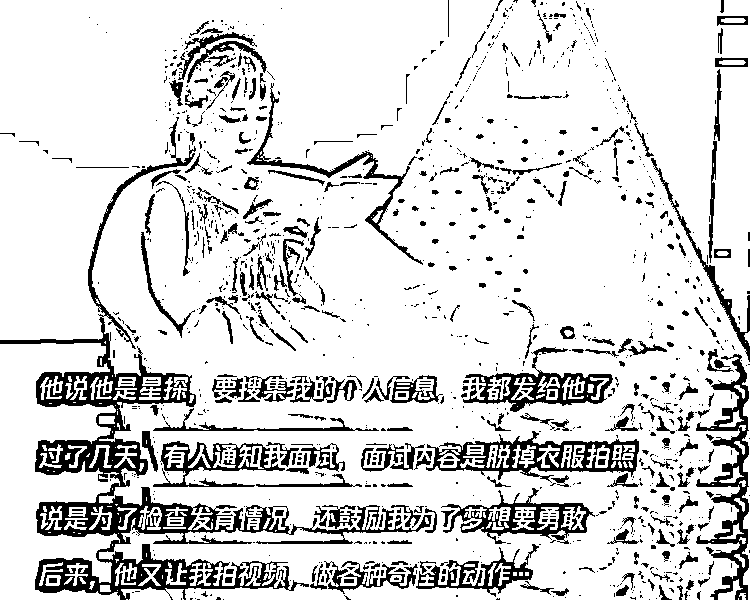 他说他是星探，要搜集我的个人信息，我都发给他了
过了几天，有人通知我面试，面试内容是脱掉衣服拍照
说是为了检查发育情况，还鼓励我为了梦想要勇敢
后来，他又让我拍视频，做各种奇怪的动作…